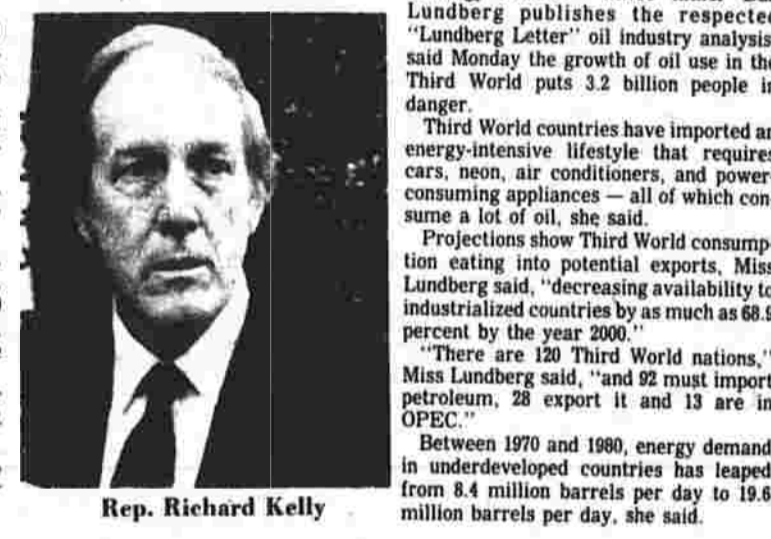 Lundberg publishes the respected
"Lundberg Letter" oil industry analysis
said Monday the growth of oil use in the
Third World puts 3.2 billion people in
danger.
Third World countries have imported an
energy-intensive lifestyle that requires
cars, neon, air conditioners, and power-
consuming appliances — all of which con-
sume a lot of oil, she said.
Projections show Third World consump-
tion eating into potential exports, Miss
Lundberg said, "decreasing availability to
industrialized countries by as much as 68.9
percent by the year 2000."
"There are 120 Third World nations,"
Miss Lundberg said, "and 92 must import
petroleum, 28 export it and 13 are in
OPEC."
Between 1970 and 1980, energy demand
in underdeveloped countries has leaped
from 8.4 million barrels per day to 19.6
million barrels per day, she said.
Rep. Richard Kelly